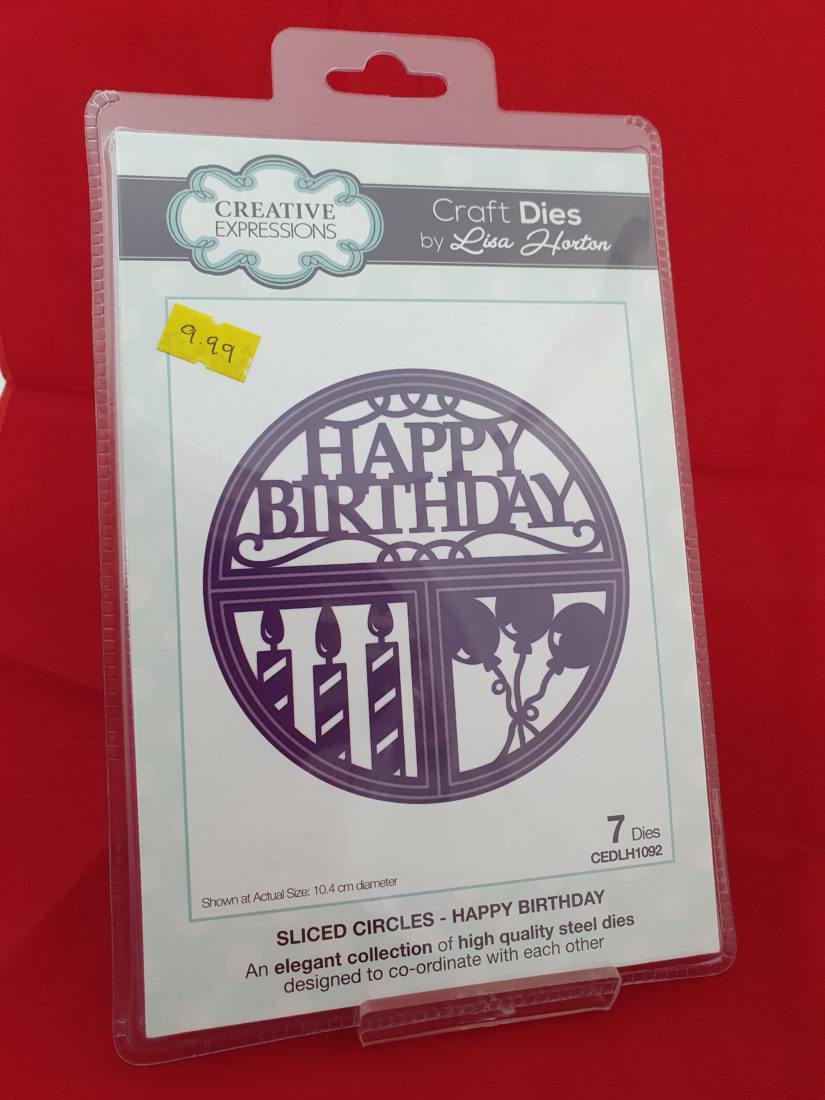 CREATIVE
EXPRESSIONS
Craft Dies
by Lisa Horton
9.99
HAPPY
BIRTHDAY
7 Dies
CEDLH1092
Shown at Actual Size: 10.4 cm diameter
SLICED CIRCLES - HAPPY BIRTHDAY
An elegant collection of high quality steel dies
designed to co-ordinate with each other